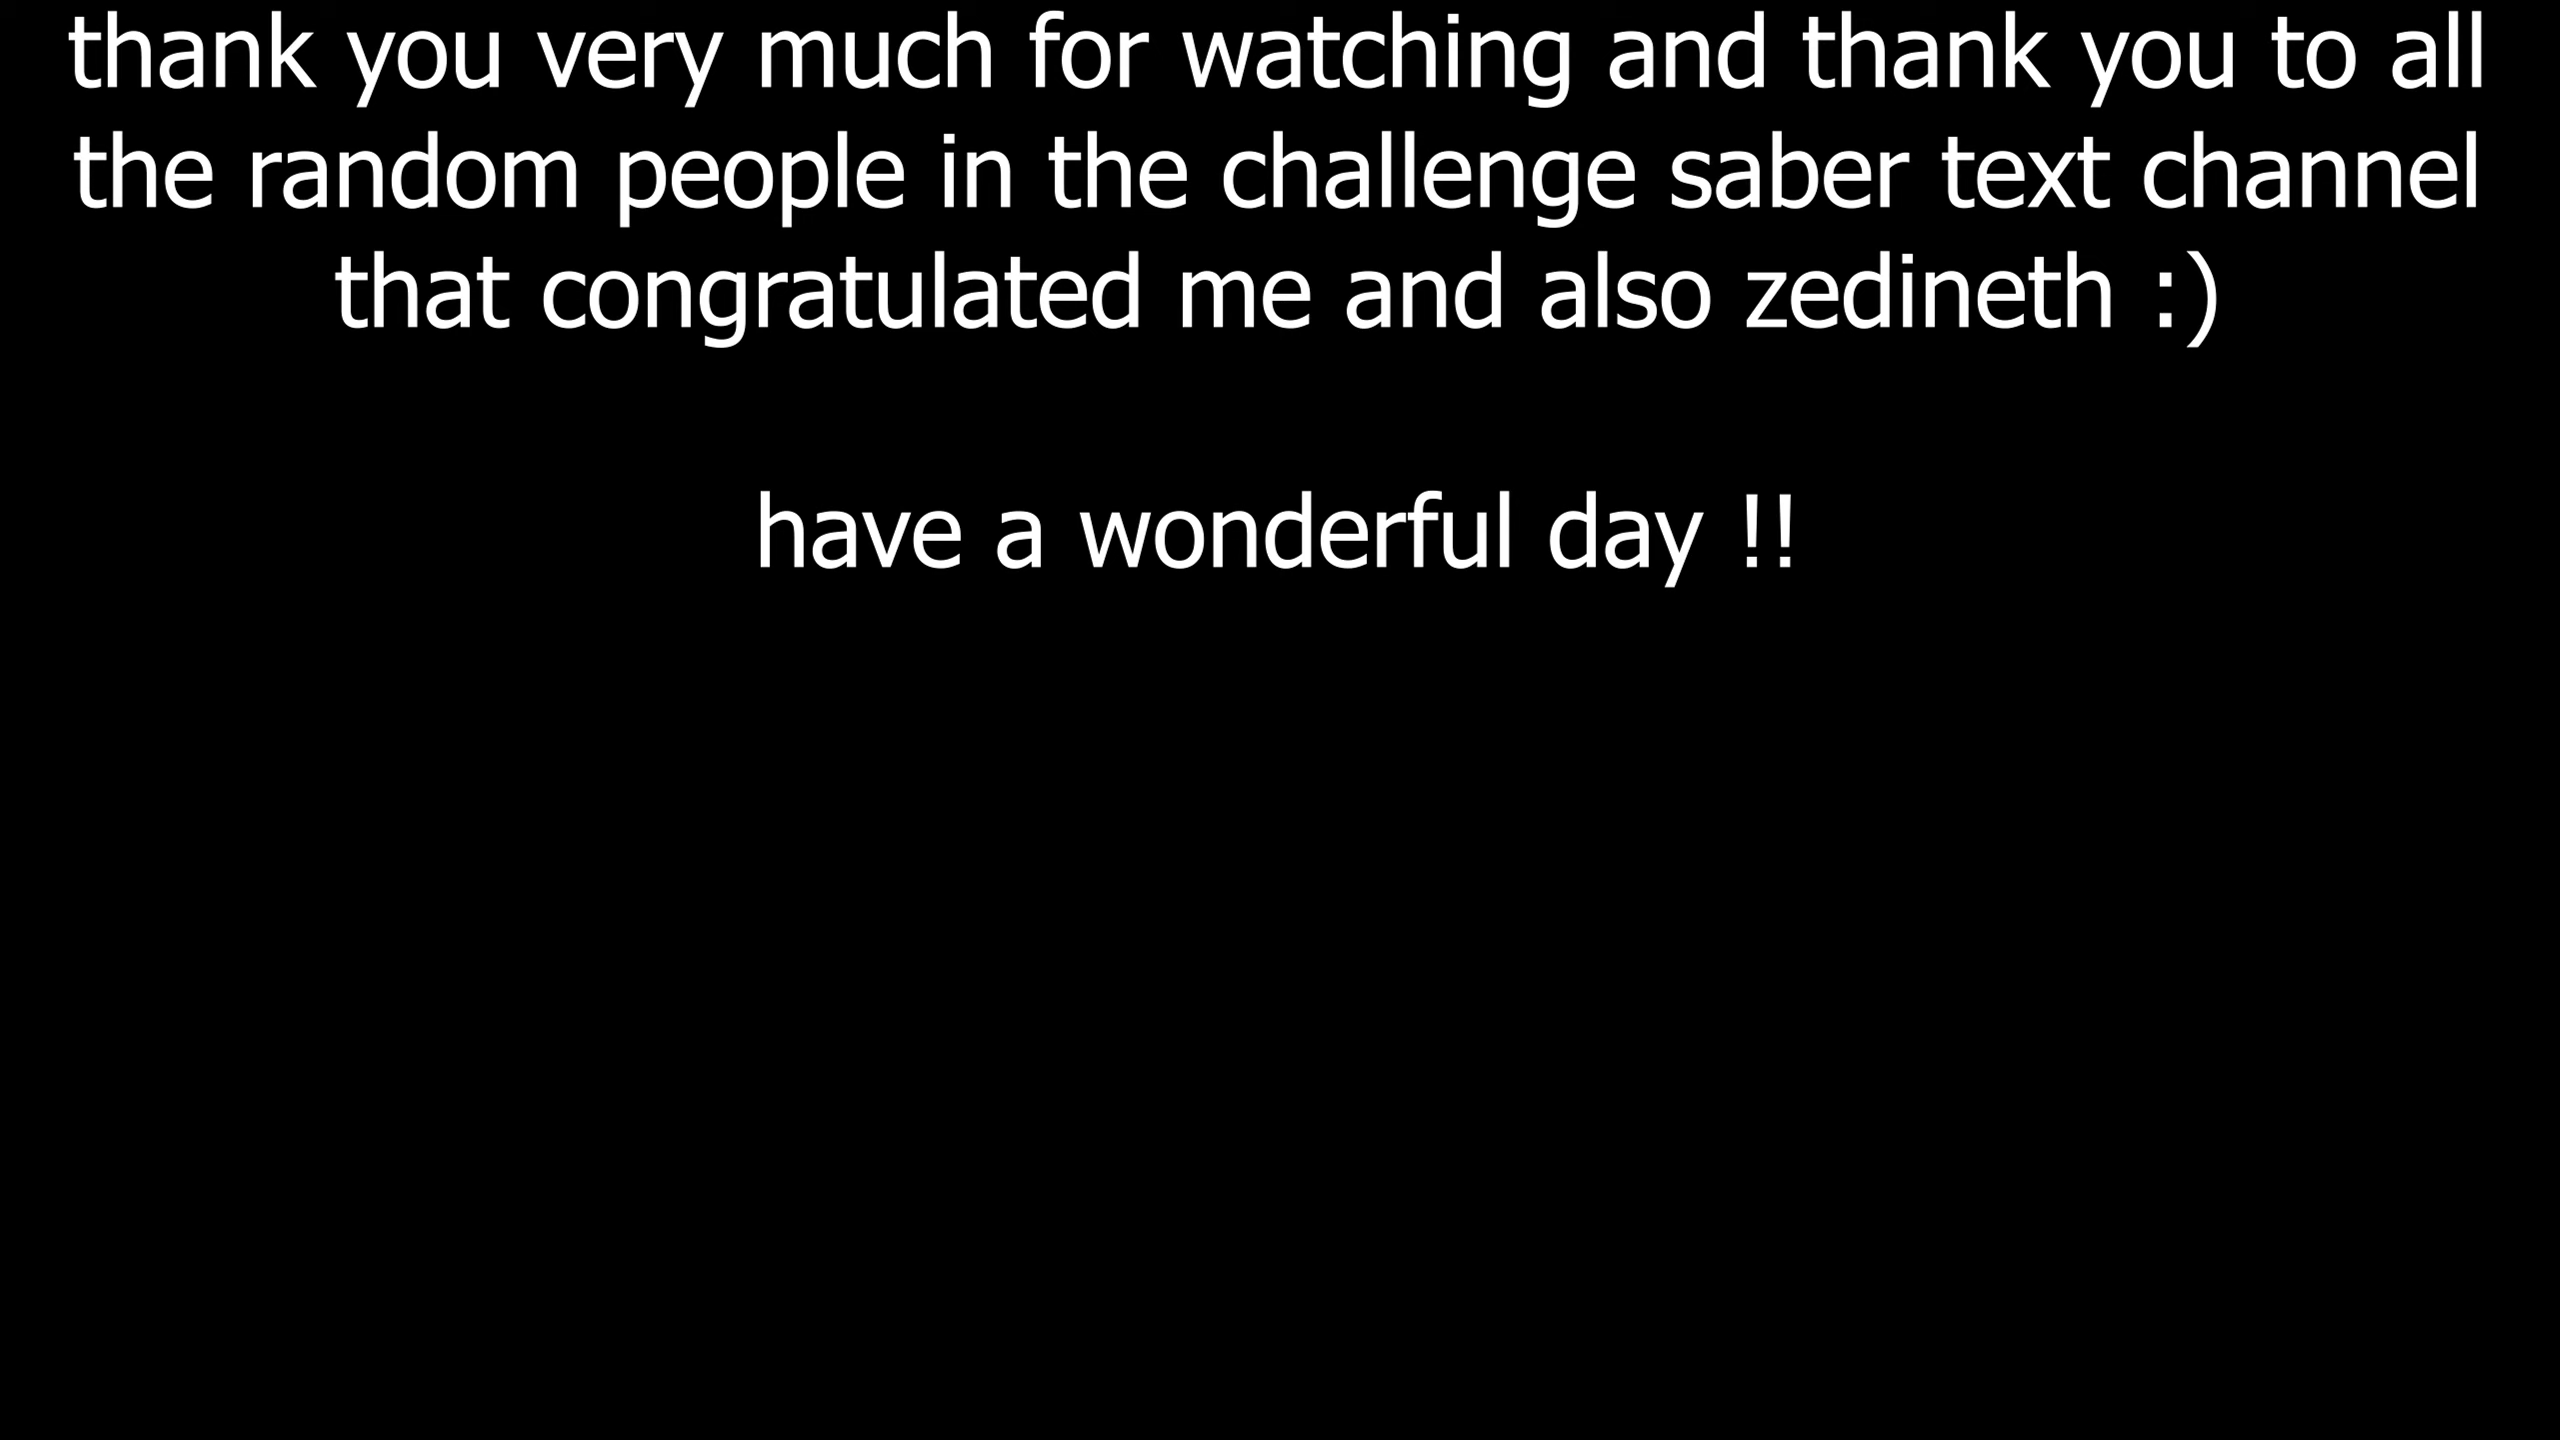 thank you very much for watching and thank you to all
the random people in the challenge saber text channel
that congratulated me and also zedineth :)
have a wonderful day !!